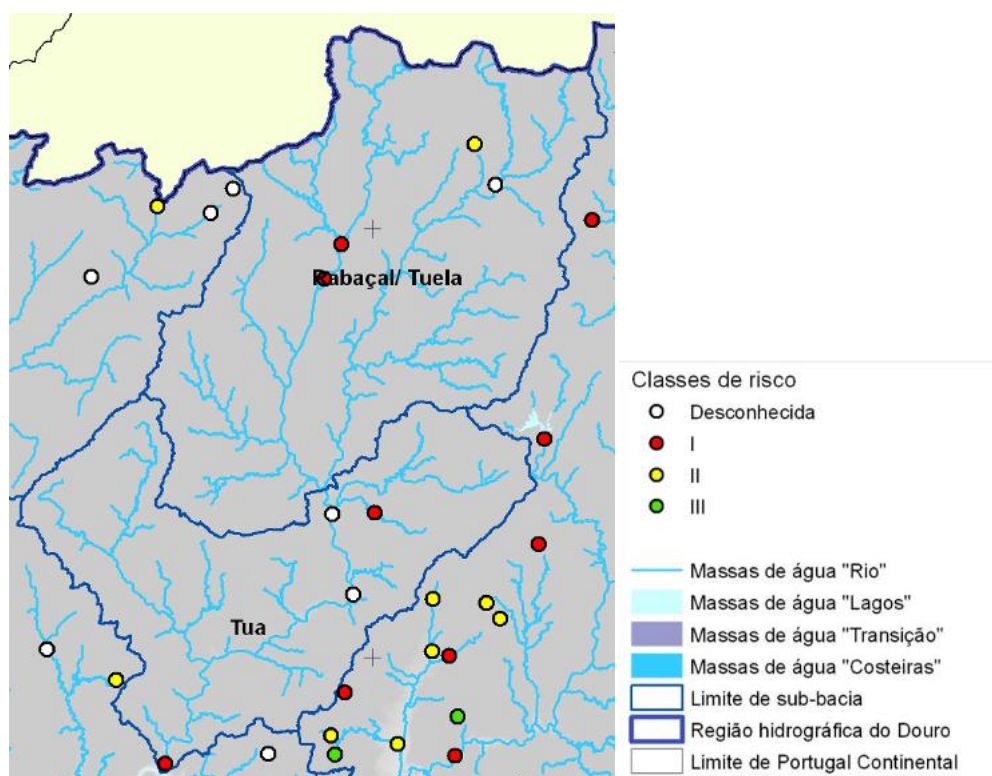 Rabaçal/ Tuela
Tua
Classes de risco
Desconhecida
I
II
III
Massas de água "Rio"
Massas de água "Lagos"
Massas de água "Transição"
Massas de água "Costeiras"
Limite de sub-bacia
Região hidrográfica do Douro
Limite de Portugal Continental